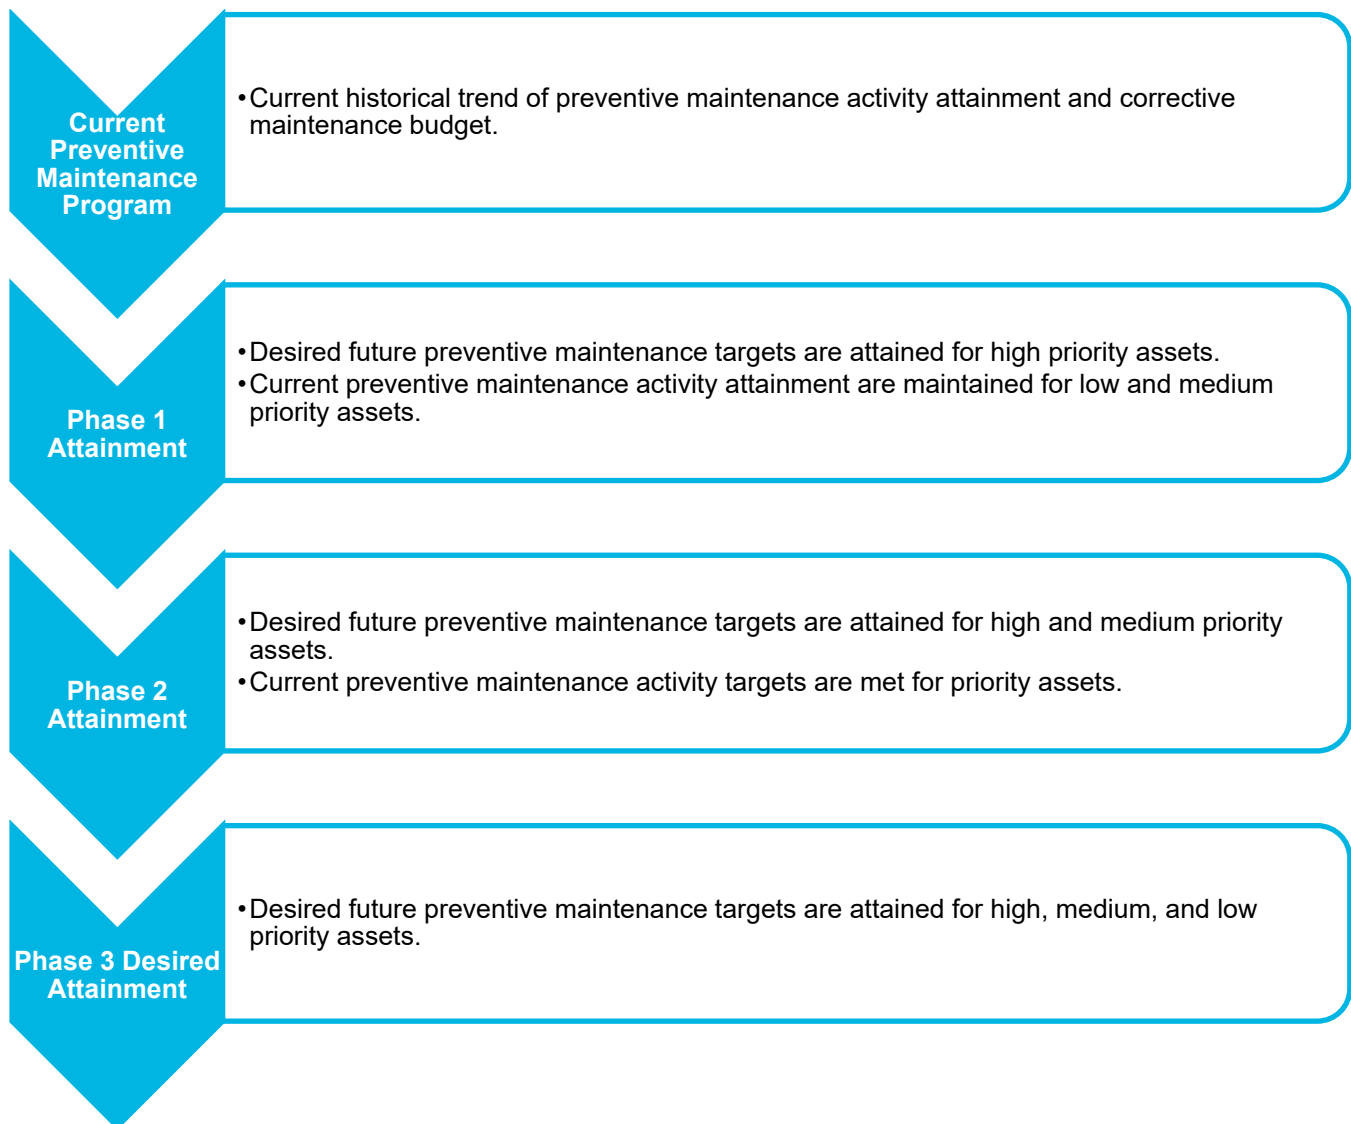 Current
Preventive
Maintenance
Program
•Current historical trend of preventive maintenance activity attainment and corrective
maintenance budget.
Phase 1
Attainment
•Desired future preventive maintenance targets are attained for high priority assets.
•Current preventive maintenance activity attainment are maintained for low and medium
priority assets.
Phase 2
Attainment
•Desired future preventive maintenance targets are attained for high and medium priority
assets.
•Current preventive maintenance activity targets are met for priority assets.
Phase 3 Desired
Attainment
•Desired future preventive maintenance targets are attained for high, medium, and low
priority assets.